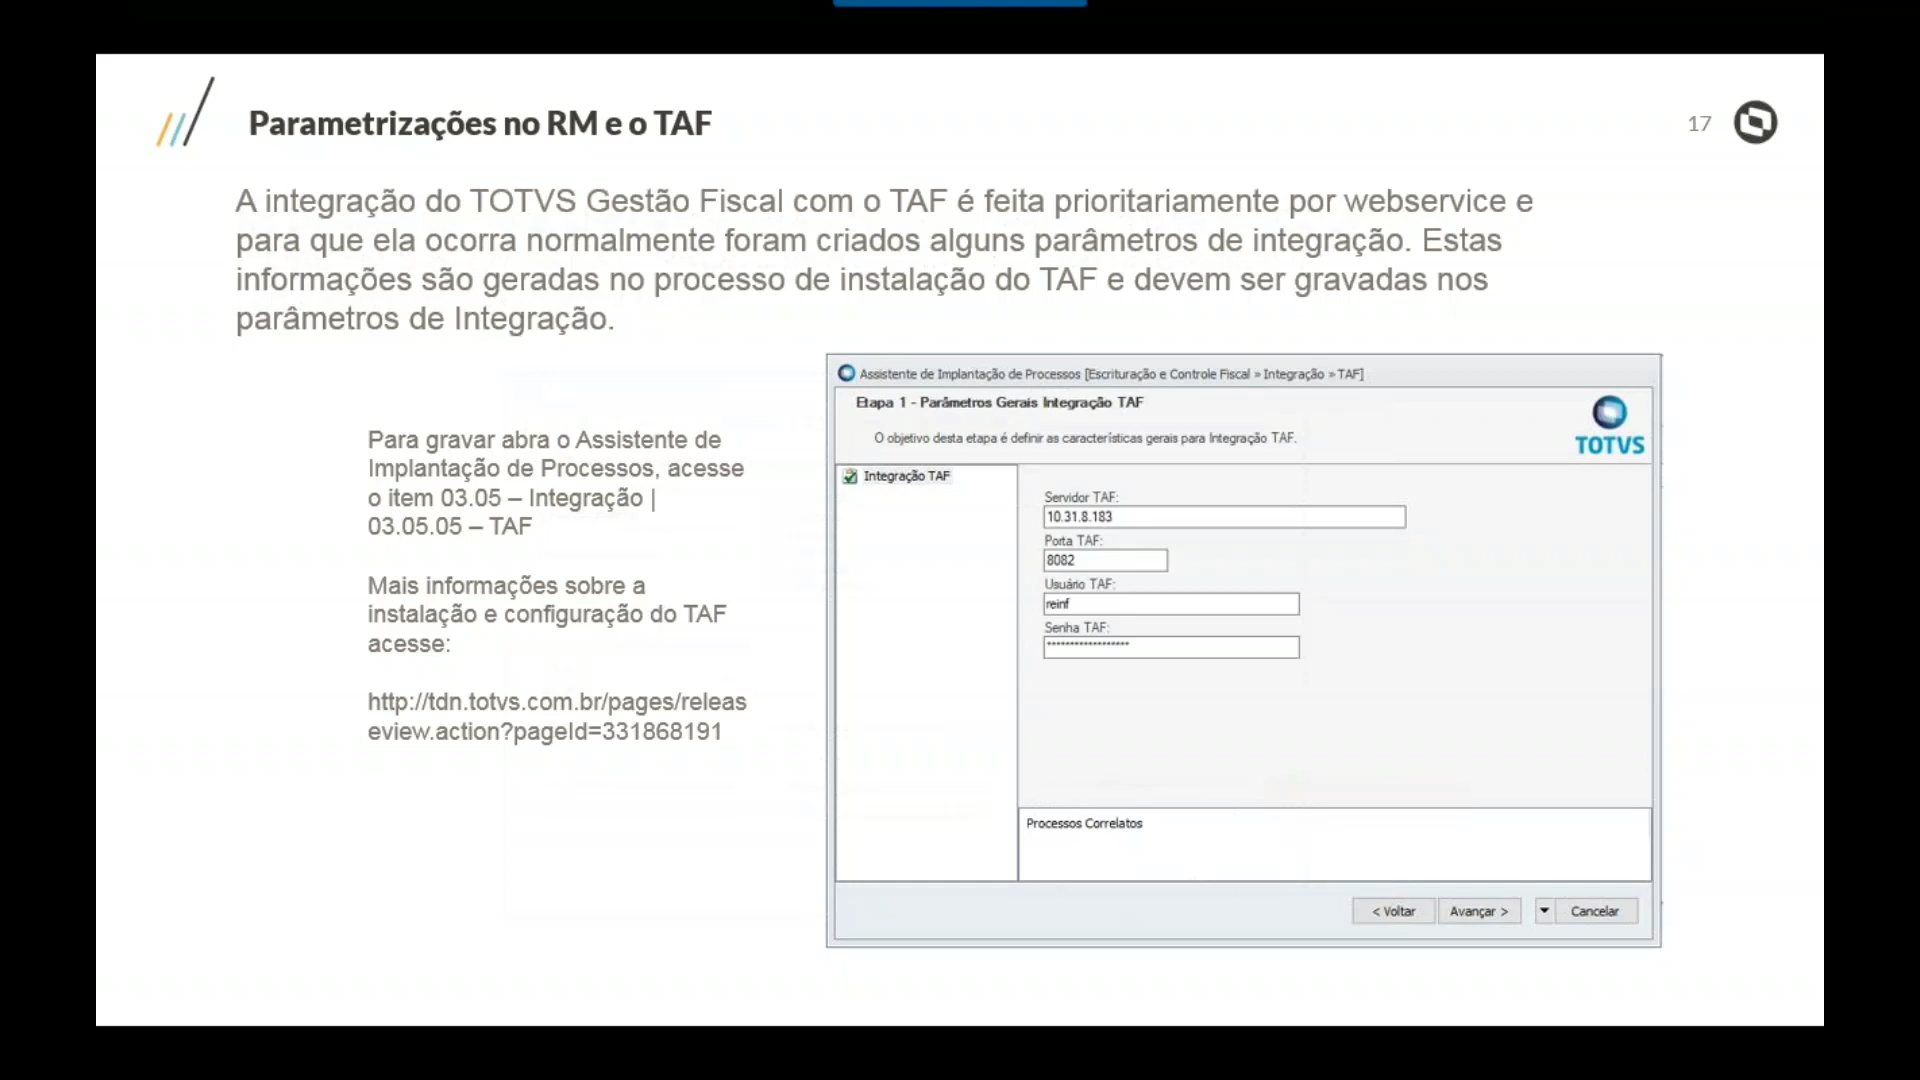 Parametrizações no RM e o TAF
17
A integração do TOTVS Gestão Fiscal com o TAF é feita prioritariamente por webservice e
para que ela ocorra normalmente foram criados alguns parâmetros de integração. Estas
informações são geradas no processo de instalação do TAF e devem ser gravadas nos
parâmetros de Integração.
Para gravar abra o Assistente de
Implantação de Processos, acesse
o item 03.05 – Integração |
03.05.05 – TAF
Mais informações sobre a
instalação e configuração do TAF
acesse:
http://tdn.totvs.com.br/pages/releas
eview.action?pageId=331868191
Assistente de Implantação de Processos [Escrituração e Controle Fiscal » Integração » TAF]
Etapa 1 - Parâmetros Gerais Integração TAF
O objetivo desta etapa é definir as características gerais para Integração TAF.
TOTVS
Integração TAF
Servidor TAF:
10.31.8.183
Porta TAF:
8082
Usuário TAF:
reinf
Senha TAF:
******************
Processos Correlatos
< Voltar
Avançar >
Cancelar